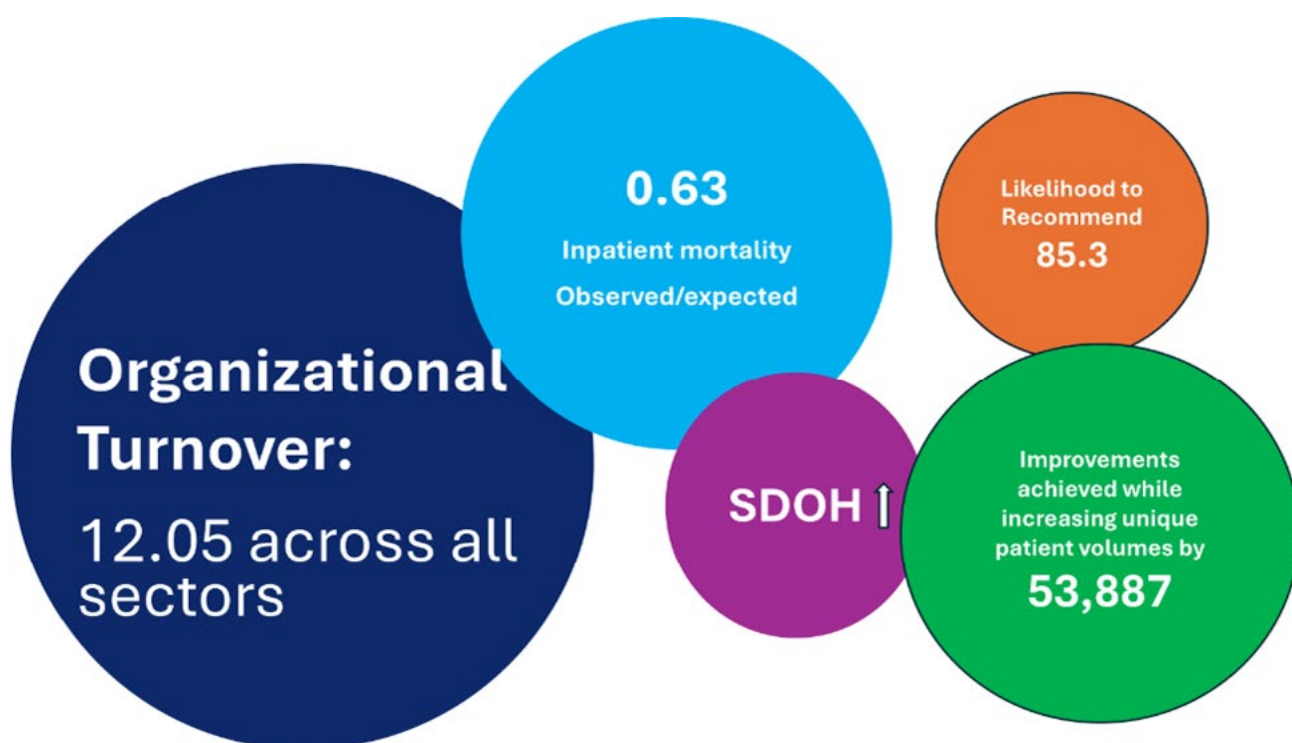 Organizational
Turnover:
12.05 across all
sectors
0.63
Inpatient mortality
Observed/expected
SDOH
Likelihood to
Recommend
85.3
Improvements
achieved while
increasing unique
patient volumes by
53,887